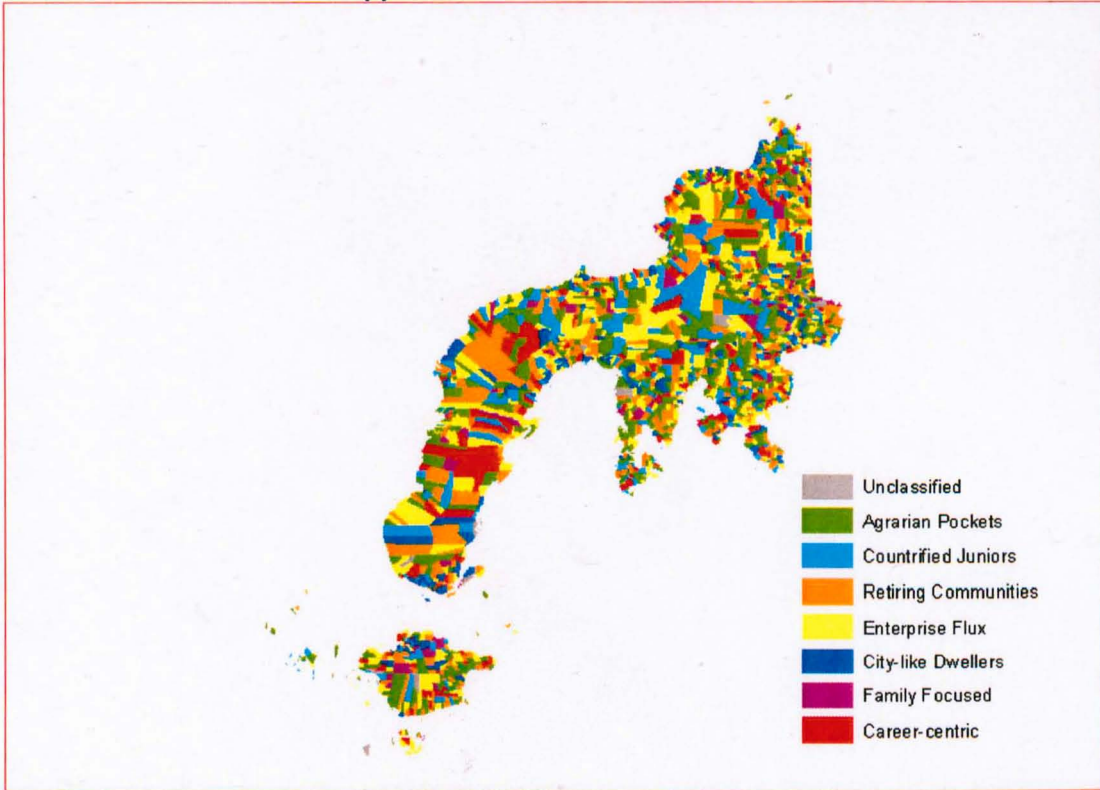 Unclassified
Agrarian Pockets
Countrified Juniors
Retiring Communities
Enterprise Flux
City-like Dwellers
Family Focused
Career-centric